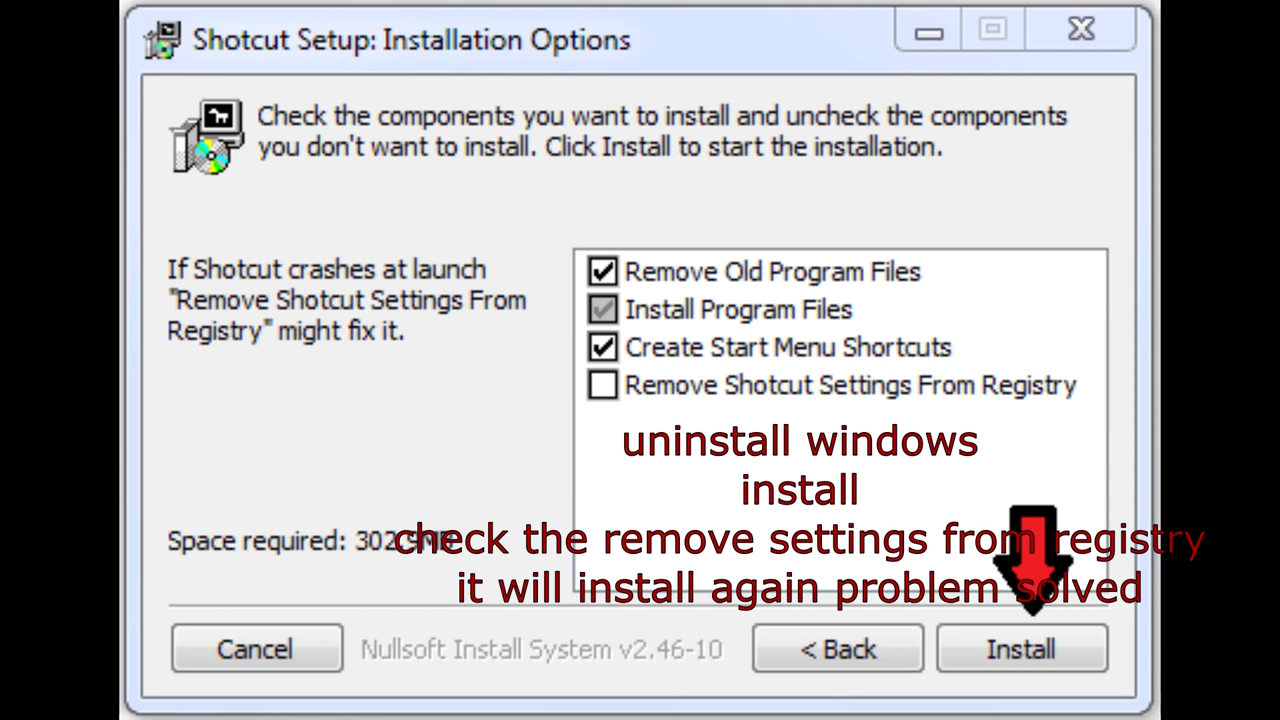 Shotcut Setup: Installation Options
Check the components you want to install and uncheck the components
you don't want to install. Click Install to start the installation.
If Shotcut crashes at launch
"Remove Shotcut Settings From
Registry" might fix it.
Remove Old Program Files
Install Program Files
Create Start Menu Shortcuts
Remove Shotcut Settings From Registry
uninstall windows
install
Space required: 302.9MB
check the remove settings from registry
it will install again problem solved
Cancel
Nullsoft Install System v2.46-10
< Back
Install